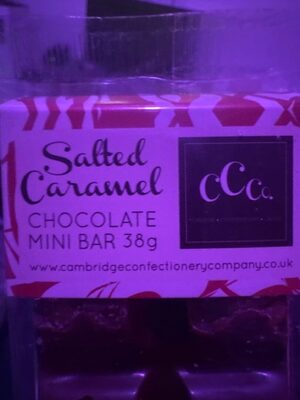 Salted
Caramel
CHOCOLATE
MINI BAR 38g
CCCo.
www.cambridgeconfectionerycompany.co.uk